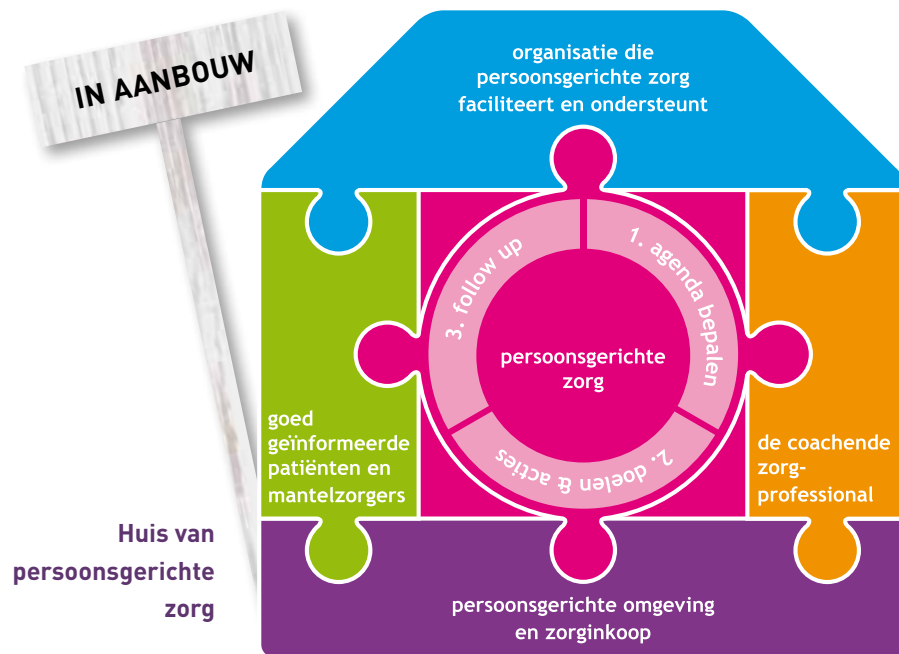 IN AANBOUW
organisatie die
persoonsgerichte zorg
faciliteert en ondersteunt
1. agenda bepalen
2. doelen & acties
3. follow up
persoonsgerichte
zorg
goed
geïnformeerde
patiënten en
mantelzorgers
de coachende
zorg-
professional
Huis van
persoonsgerichte
zorg
persoonsgerichte omgeving
en zorginkoop